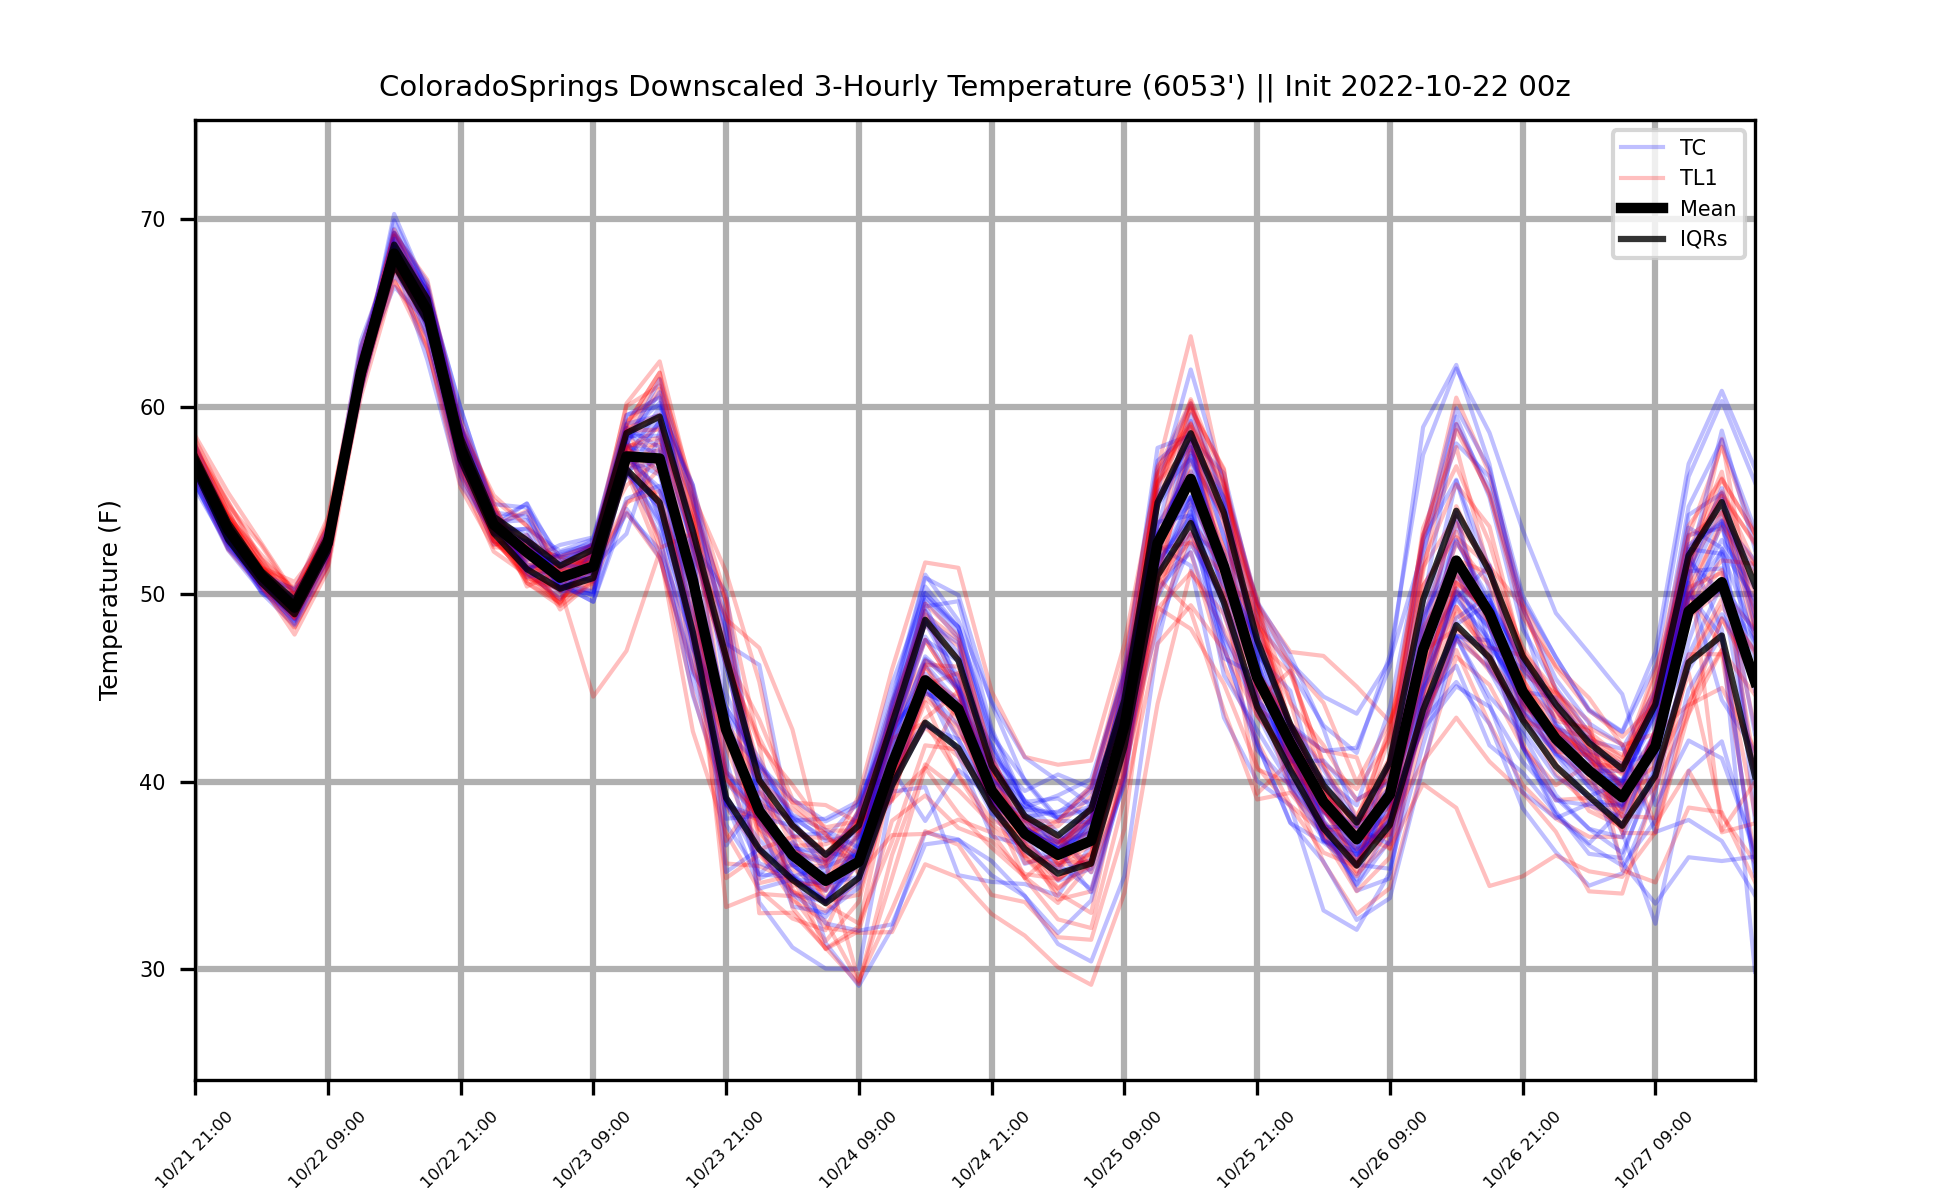 ColoradoSprings Downscaled 3-Hourly Temperature (6053') || Init 2022-10-22 00z
TC
TL1
Mean
IQRs
Temperature (F)
70
60
50
40
30
10/21 21:00
10/22 09:00
10/22 21:00
10/23 09:00
10/23 21:00
10/24 09:00
10/24 21:00
10/25 09:00
10/25 21:00
10/26 09:00
10/26 21:00
10/27 09:00